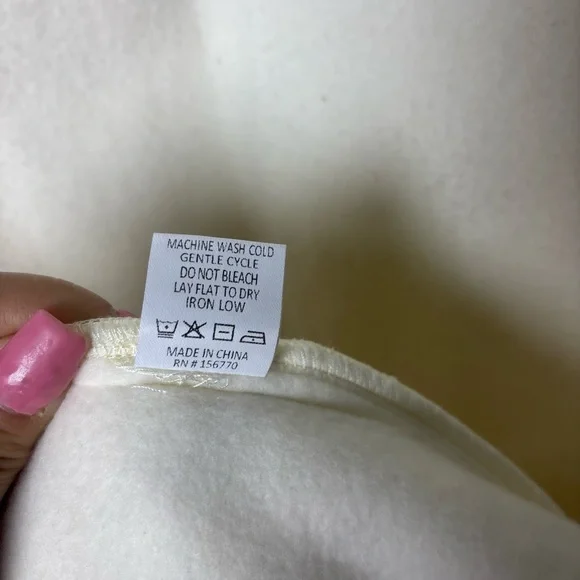 MACHINE WASH COLD
GENTLE CYCLE
DO NOT BLEACH
LAY FLAT TO DRY
IRON LOW
MADE IN CHINA
RN # 156770